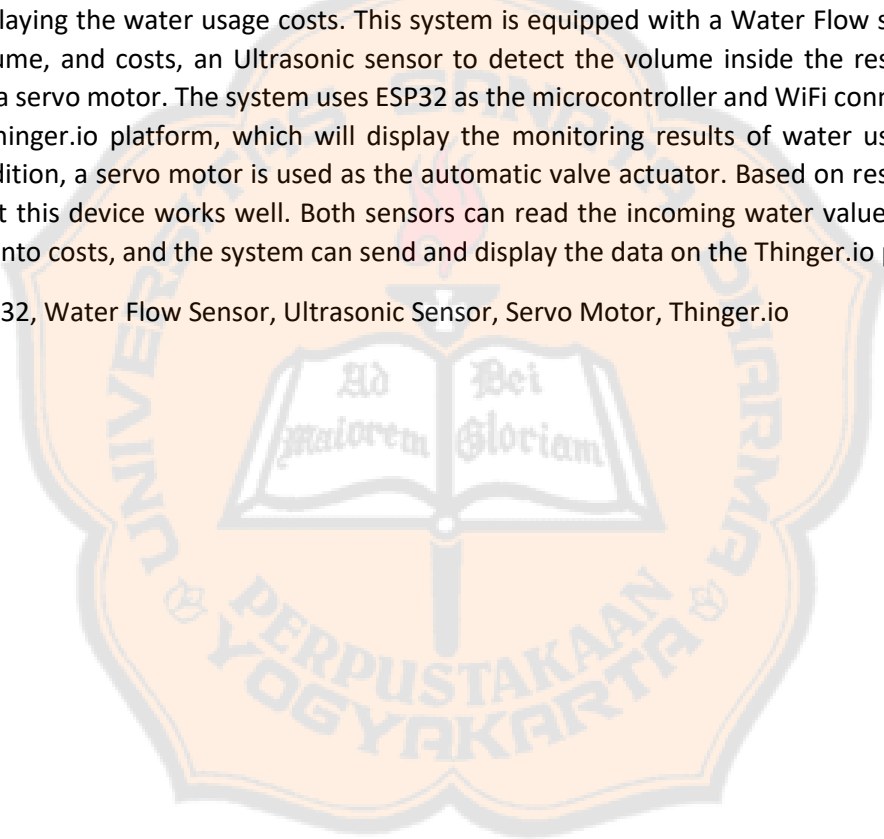 laying the water usage costs. This system is equipped with a Water Flow s
ume, and costs, an Ultrasonic sensor to detect the volume inside the res
a servo motor. The system uses ESP32 as the microcontroller and WiFi conn
hinger.io platform, which will display the monitoring results of water us
dition, a servo motor is used as the automatic valve actuator. Based on res
t this device works well. Both sensors can read the incoming water value
nto costs, and the system can send and display the data on the Thinger.io p
32, Water Flow Sensor, Ultrasonic Sensor, Servo Motor, Thinger.io
UNIVERSITAS SANATA DHARMA
Ad Dei
Maiorem Gloriam
PERPUSTAKAAN
YOGYAKARTA